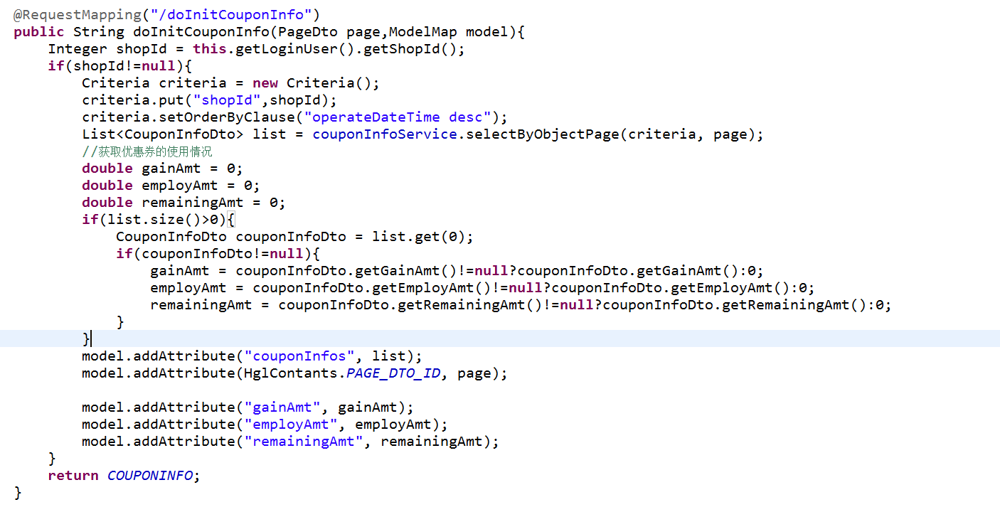 @RequestMapping("/doInitCouponInfo")
public String doInitCouponInfo(PageDto page,ModelMap model){
    Integer shopId = this.getLoginUser().getShopId();
    if(shopId!=null){
        Criteria criteria = new Criteria();
        criteria.put("shopId",shopId);
        criteria.setOrderByClause("operateDateTime desc");
        List<CouponInfoDto> list = couponInfoService.selectByObjectPage(criteria, page);
        //获取优惠券的使用情况
        double gainAmt = 0;
        double employAmt = 0;
        double remainingAmt = 0;
        if(list.size()>0){
            CouponInfoDto couponInfoDto = list.get(0);
            if(couponInfoDto!=null){
                gainAmt = couponInfoDto.getGainAmt()!=null?couponInfoDto.getGainAmt():0;
                employAmt = couponInfoDto.getEmployAmt()!=null?couponInfoDto.getEmployAmt():0;
                remainingAmt = couponInfoDto.getRemainingAmt()!=null?couponInfoDto.getRemainingAmt():0;
            }
        }
        model.addAttribute("couponInfos", list);
        model.addAttribute(HglContants.PAGE_DTO_ID, page);

        model.addAttribute("gainAmt", gainAmt);
        model.addAttribute("employAmt", employAmt);
        model.addAttribute("remainingAmt", remainingAmt);
    }
    return COUPONINFO;
}